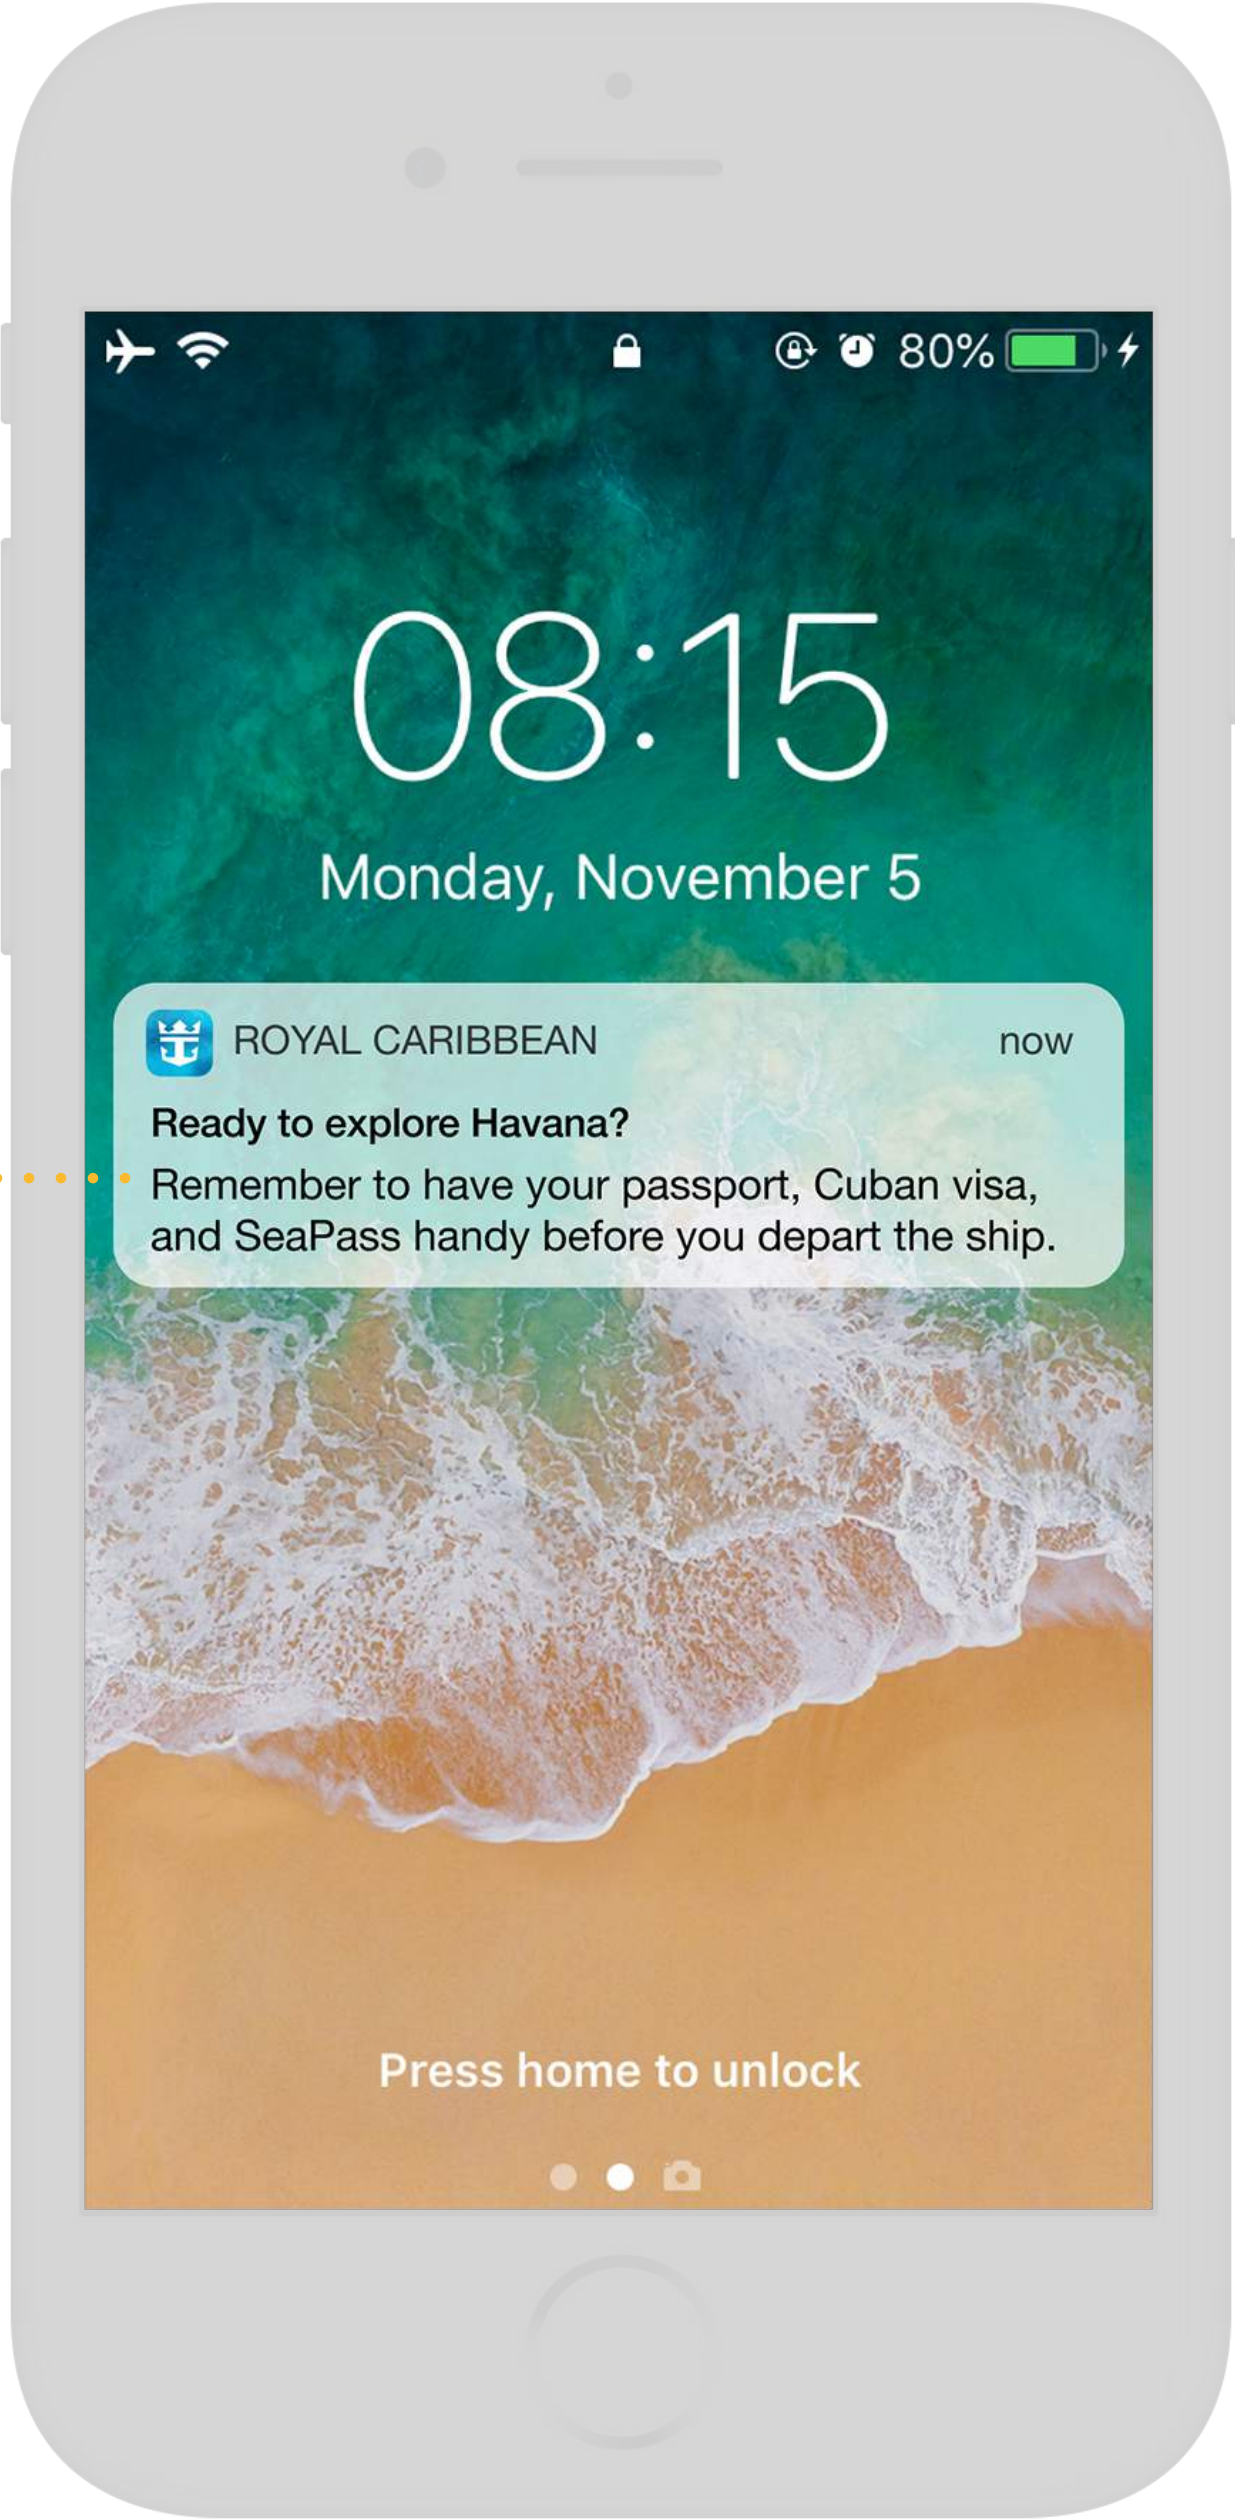 80%
08:15
Monday, November 5
ROYAL CARIBBEAN now
Ready to explore Havana?
Remember to have your passport, Cuban visa,
and SeaPass handy before you depart the ship.
Press home to unlock